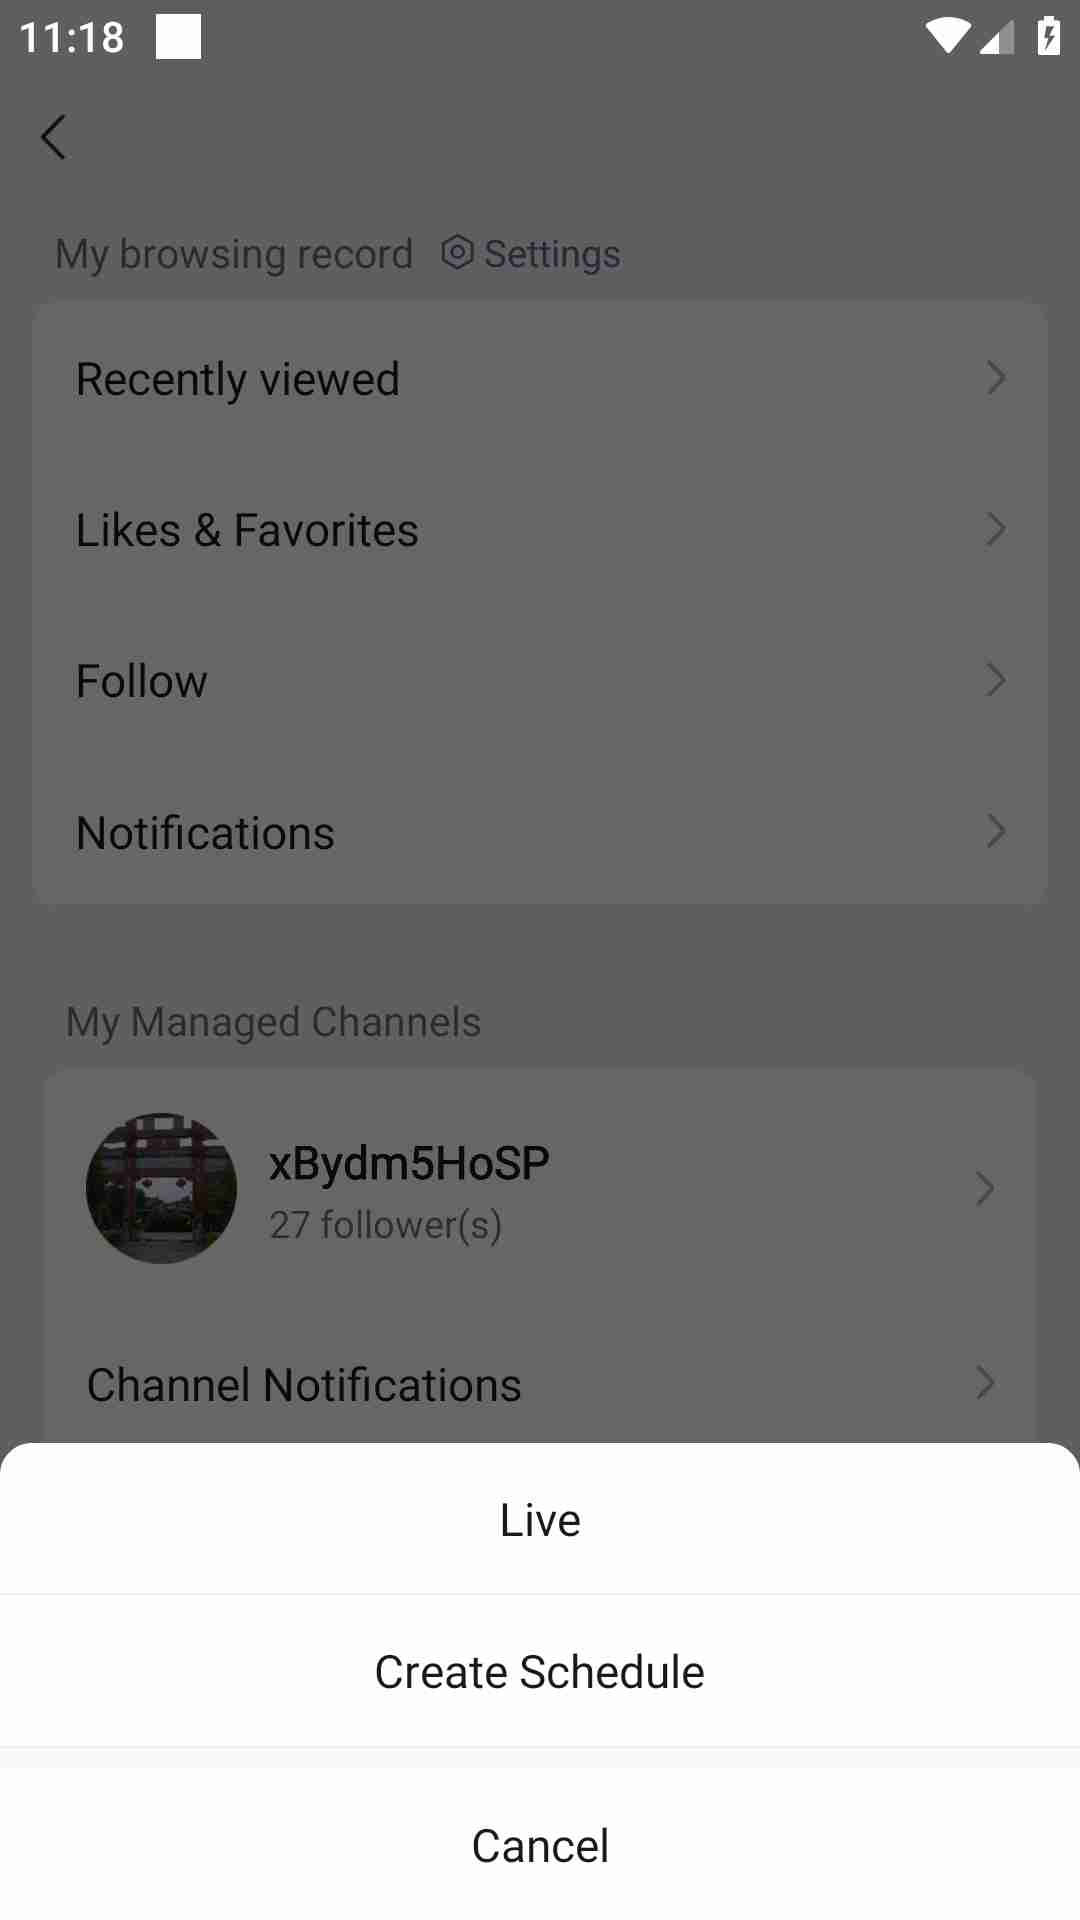 11:18
My browsing record Settings
Recently viewed
Likes & Favorites
Follow
Notifications
My Managed Channels
xBydm5HoSP
27 follower(s)
Channel Notifications
Live
Create Schedule
Cancel